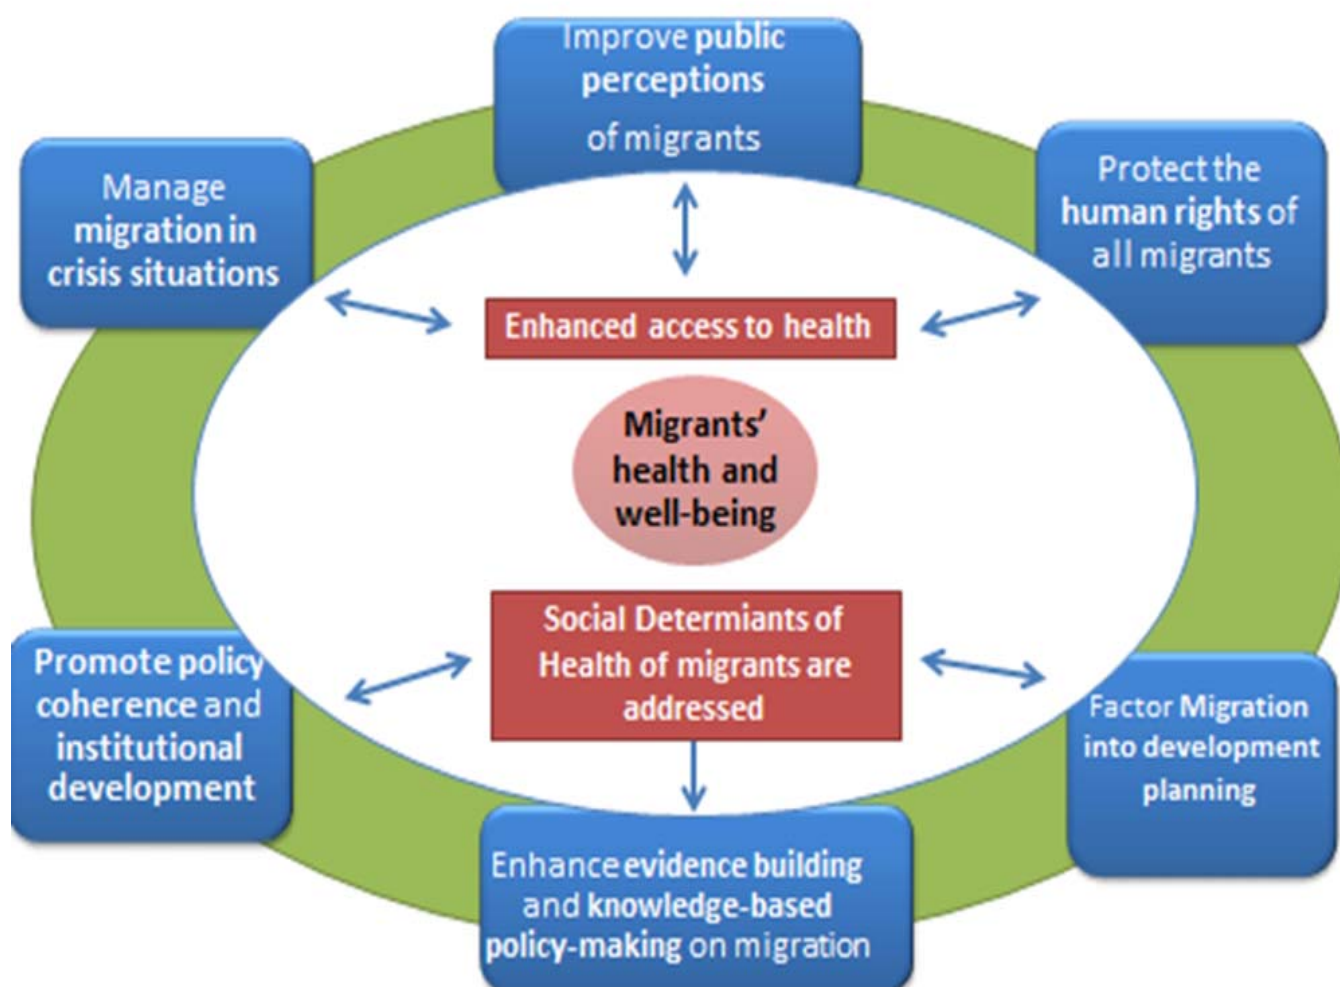 Improve public
perceptions
of migrants
Manage
migration in
crisis situations
Protect the
human rights of
all migrants
Enhanced access to health
Migrants’
health and
well-being
Social Determiants of
Health of migrants are
addressed
Promote policy
coherence and
institutional
development
Factor Migration
into development
planning
Enhance evidence building
and knowledge-based
policy-making on migration